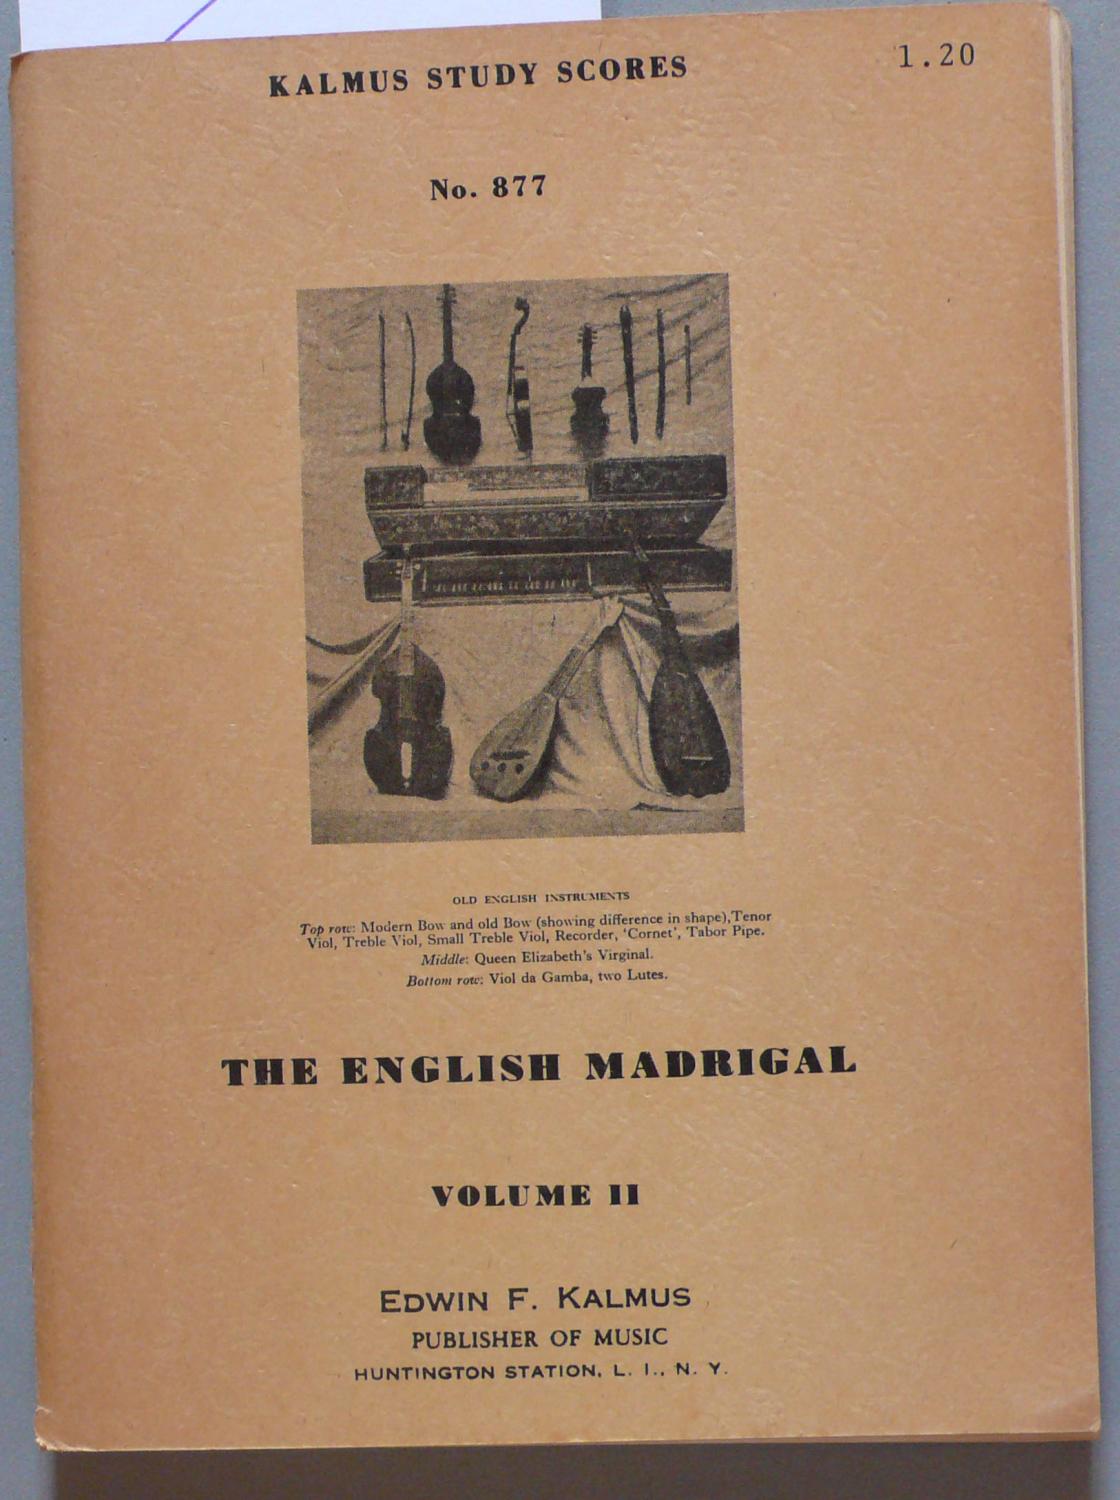 KALMUS STUDY SCORES
1.20
No. 877
OLD ENGLISH INSTRUMENTS
Top row: Modern Bow and old Bow (showing difference in shape), Tenor
Viol, Treble Viol, Small Treble Viol, Recorder, 'Cornet', Tabor Pipe.
Middle: Queen Elizabeth's Virginal.
Bottom row: Viol da Gamba, two Lutes.
THE ENGLISH MADRIGAL
VOLUME II
EDWIN F. KALMUS
PUBLISHER OF MUSIC
HUNTINGTON STATION, L. I., N. Y.